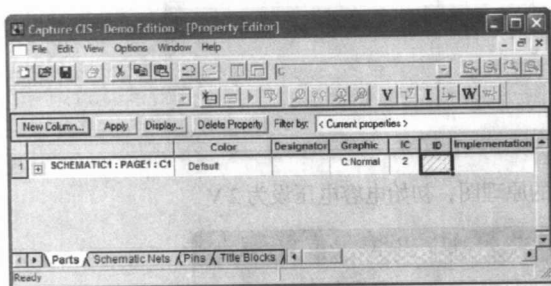 Capture CIS - Demo Edition - [Property Editor]
File Edit View Options Window Help
C
V I W
New Column... Apply Display... Delete Property Filter by: < Current properties >
Color Designator Graphic IC ID Implementation
1 SCHEMATIC1 : PAGE1 : C1 Default C.Normal 2
Parts Schematic Nets Pins Title Blocks
Ready